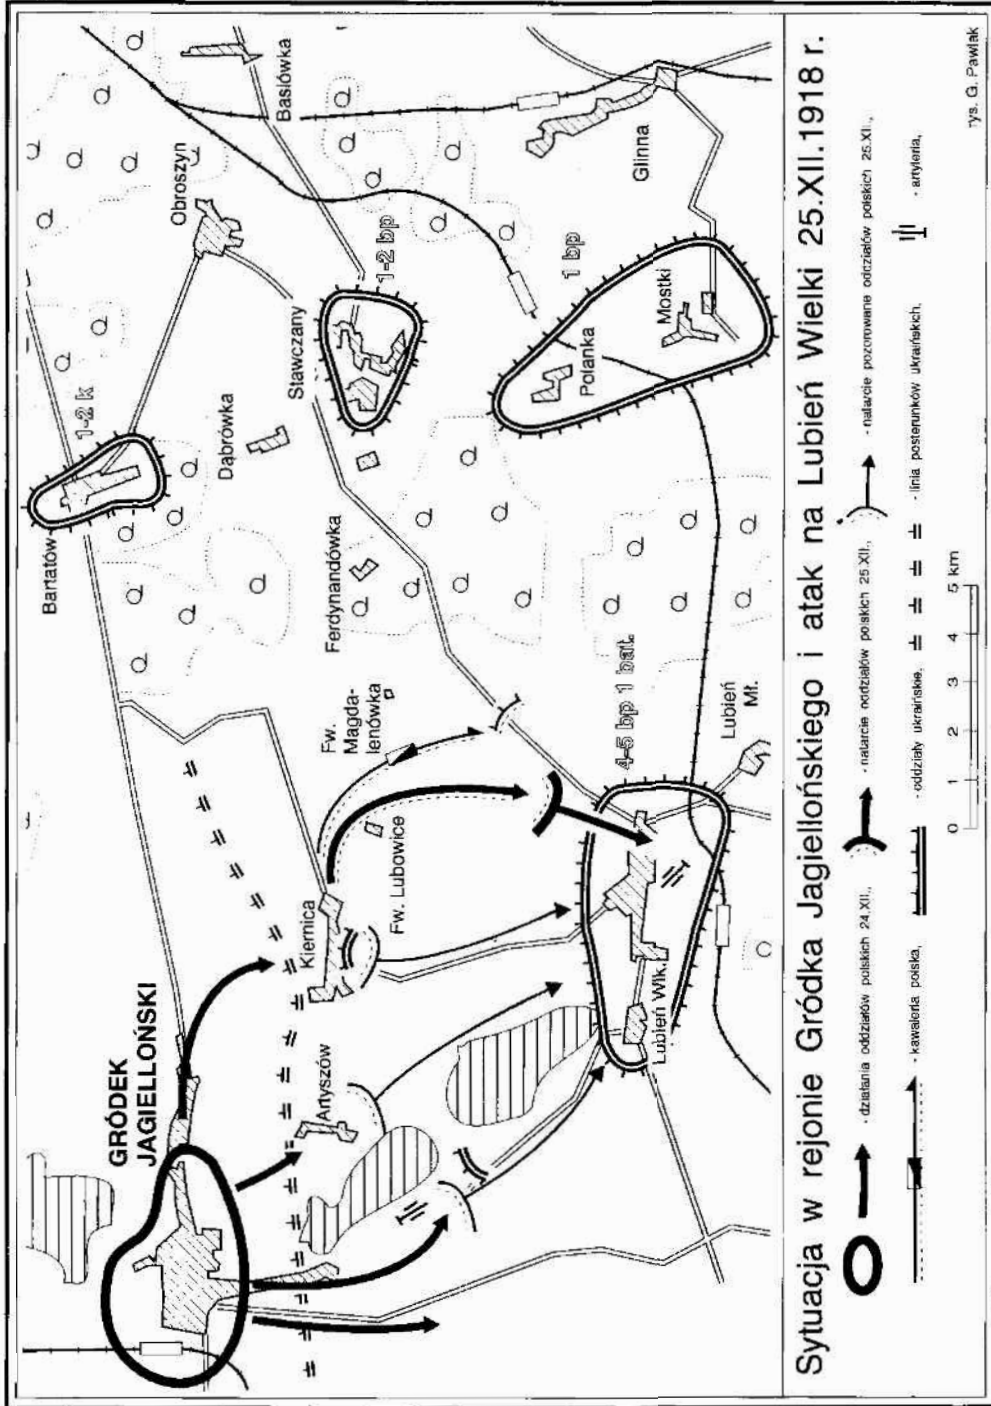 GRÓDEK
JAGIELLOŃSKI
Bartatów
1-2 k
Obroszyn
Basiówka
Dąbrówka
Stawczany
1-2 bp
Ferdynandówka
Fw.
Magda-
lenówka
Kiernica
Fw. Lubowice
Artyszów
Glinna
1 bp
Polanka
Mostki
4-5 bp 1 bat.
Lubień
Mł.
Lubień Wlk.
Sytuacja w rejonie Gródka Jagiellońskiego i atak na Lubień Wielki 25.XII.1918 r.
- działania oddziałów polskich 24.XII.,
- natarcie oddziałów polskich 25.XII.,
- natarcie pozorowane oddziałów polskich 25.XII.,
- kawaleria polska,
- oddziały ukraińskie,
- linia posterunków ukraińskich,
- artyleria,
0 1 2 3 4 5 km
rys. G. Pawlak